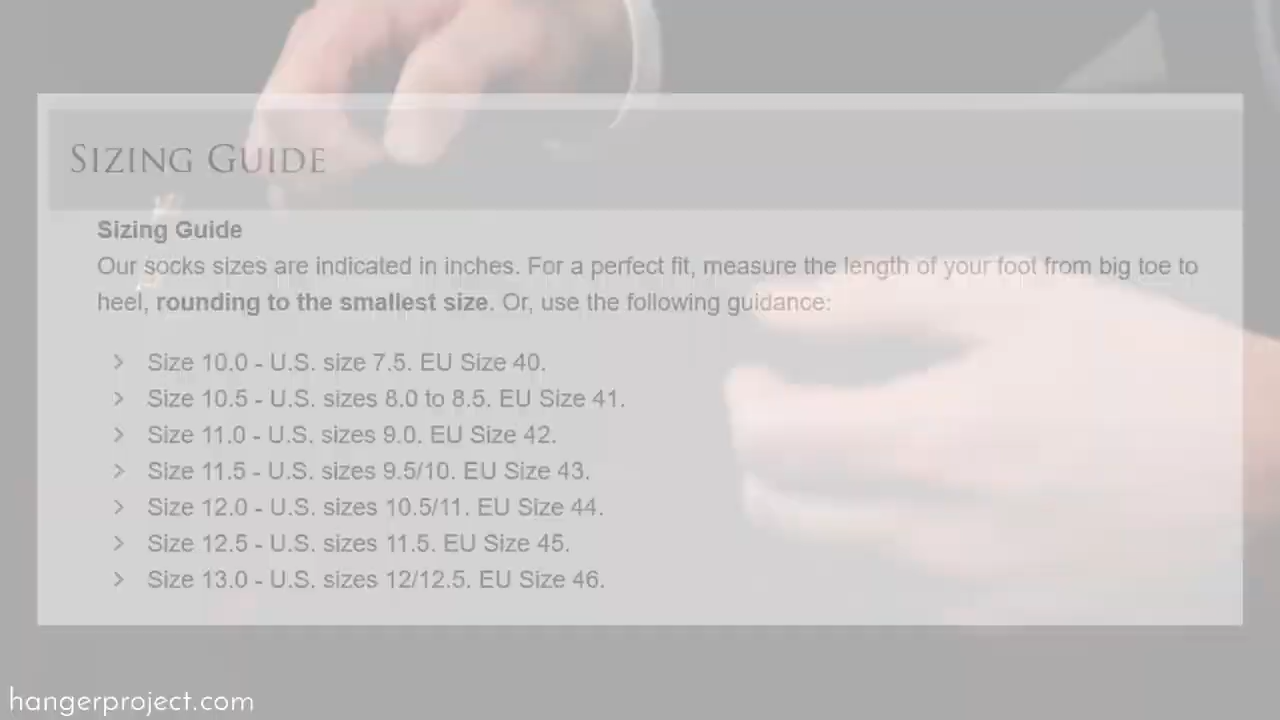 SIZING GUIDE
Sizing Guide
Our socks sizes are indicated in inches. For a perfect fit, measure the length of your foot from big toe to
heel, rounding to the smallest size. Or, use the following guidance:
> Size 10.0 - U.S. size 7.5. EU Size 40.
> Size 10.5 - U.S. sizes 8.0 to 8.5. EU Size 41.
> Size 11.0 - U.S. sizes 9.0. EU Size 42.
> Size 11.5 - U.S. sizes 9.5/10. EU Size 43.
> Size 12.0 - U.S. sizes 10.5/11. EU Size 44.
> Size 12.5 - U.S. sizes 11.5. EU Size 45.
> Size 13.0 - U.S. sizes 12/12.5. EU Size 46.
hangerproject.com